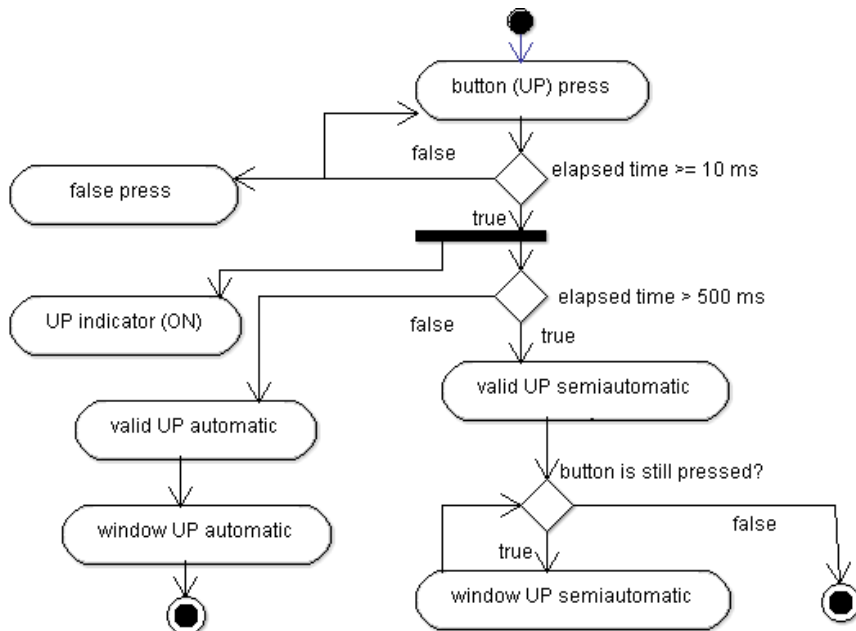 button (UP) press
false
elapsed time >= 10 ms
false press
true
elapsed time > 500 ms
UP indicator (ON)
false
true
valid UP semiautomatic
valid UP automatic
button is still pressed?
window UP automatic
false
true
window UP semiautomatic